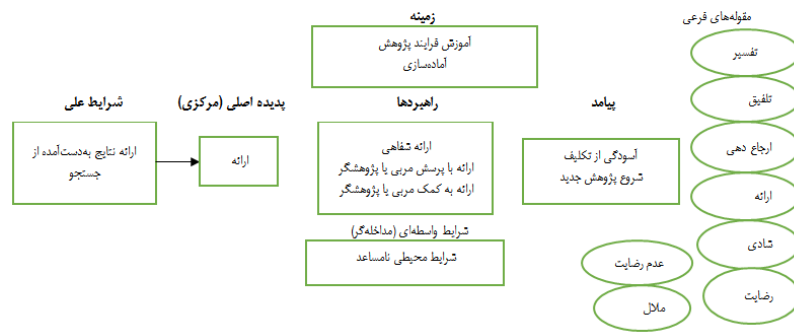 زمینه
آموزش فرایند پژوهش
آماده‌سازی
شرایط علی
ارائه نتایج به‌دست‌آمده از
جستجو
پدیده اصلی (مرکزی)
ارائه
راهبردها
ارائه شفاهی
ارائه با پرسش مربی یا پژوهشگر
ارائه به کمک مربی یا پژوهشگر
شرایط واسطه‌ای (مداخله‌گر)
شرایط محیطی نامساعد
پیامد
آسودگی از تکلیف
شروع پژوهش جدید
مقوله‌های فرعی
تفسیر
تلفیق
ارجاع دهی
ارائه
شادی
رضایت
عدم رضایت
ملال